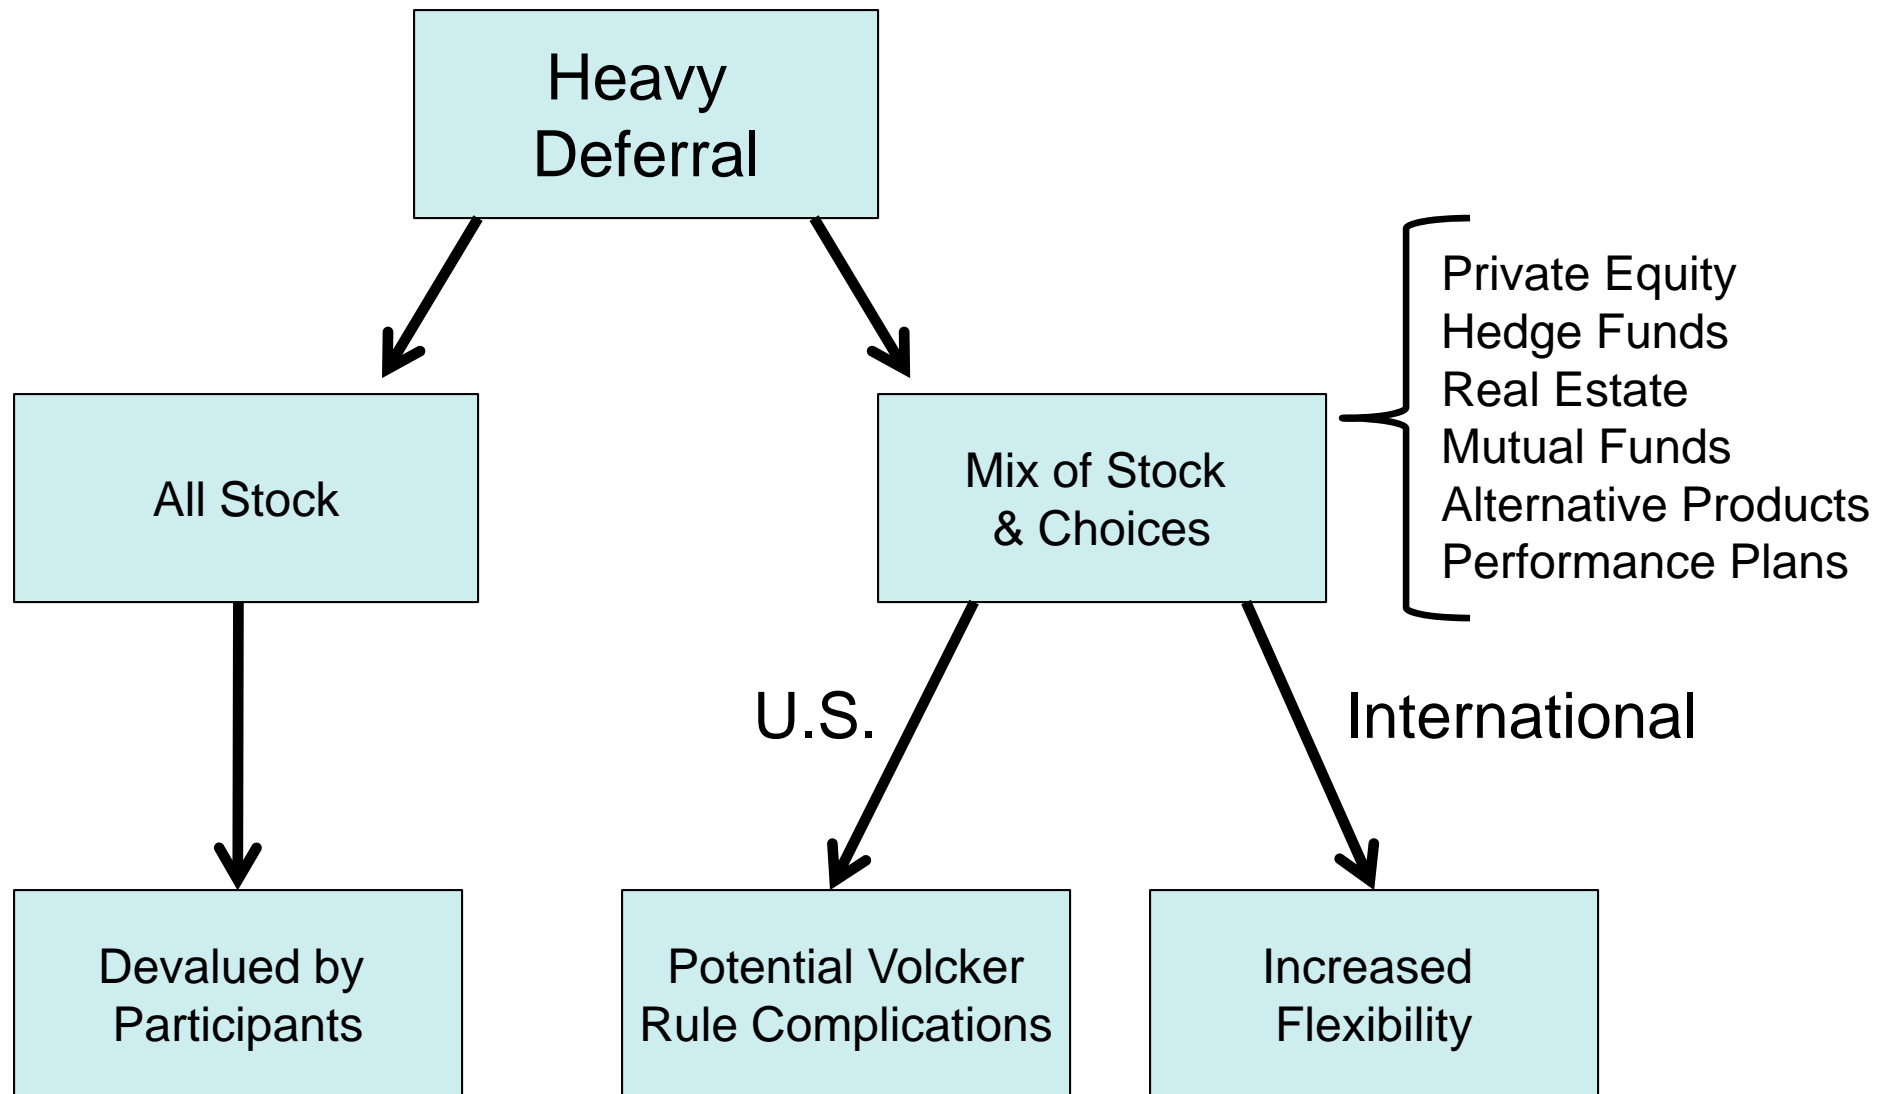 Heavy
Deferral
All Stock
Mix of Stock
& Choices
Private Equity
Hedge Funds
Real Estate
Mutual Funds
Alternative Products
Performance Plans
U.S.
International
Devalued by
Participants
Potential Volcker
Rule Complications
Increased
Flexibility